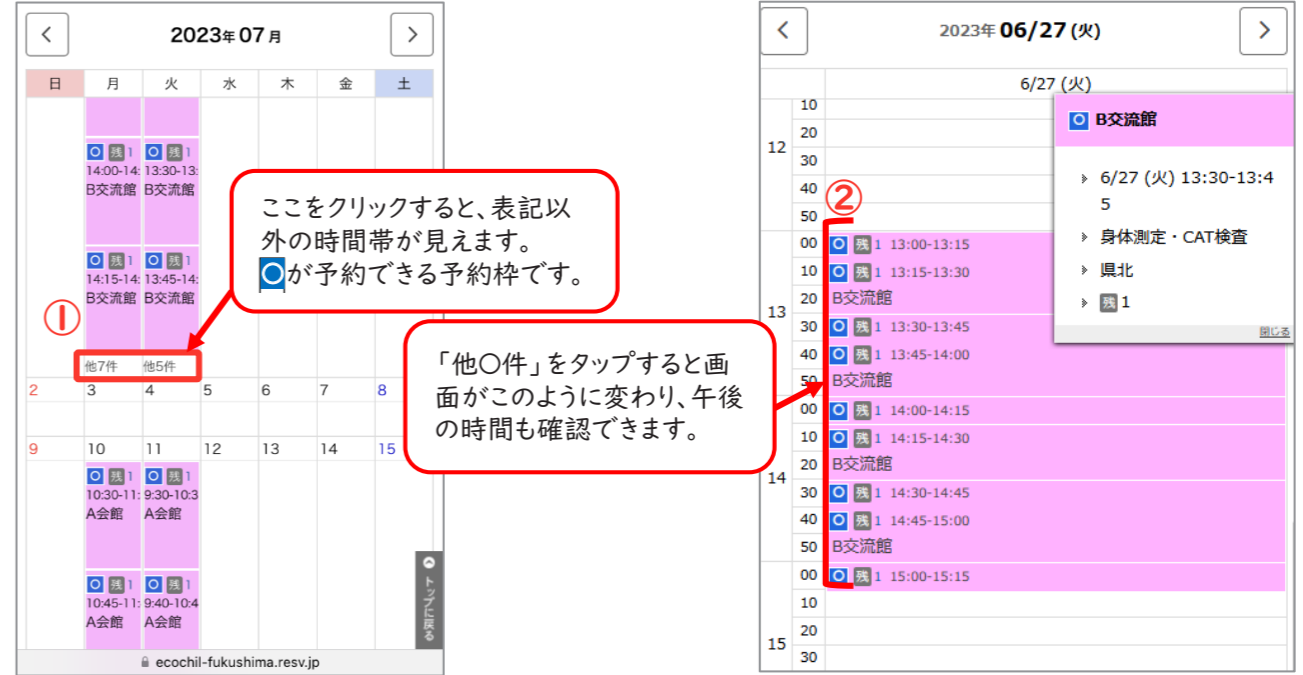 2023年 07 月
日 月 火 水 木 金 土
残 1 残 1
14:00-14: 13:30-13:
B交流館 B交流館
残 1 残 1
14:15-14: 13:45-14:
B交流館 B交流館
①
他7件 他5件
2 3 4 5 6 7 8
9 10 11 12 13 14 15
残 1 残 1
10:30-11: 9:30-10:3
A会館 A会館
残 1 残 1
10:45-11: 9:40-10:4
A会館 A会館
トップに戻る
ecochil-fukushima.resv.jp
ここをクリックすると、表記以
外の時間帯が見えます。
〇が予約できる予約枠です。
「他〇件」をタップすると画
面がこのように変わり、午後
の時間も確認できます。
2023年 06/27 (火)
6/27 (火)
10
20
12
30
40
50
②
00 残 1 13:00-13:15
10 残 1 13:15-13:30
20 B交流館
13
30 残 1 13:30-13:45
40 残 1 13:45-14:00
50 B交流館
00 残 1 14:00-14:15
10 残 1 14:15-14:30
20 B交流館
14
30 残 1 14:30-14:45
40 残 1 14:45-15:00
50 B交流館
00 残 1 15:00-15:15
10
20
15
30
B交流館
6/27 (火) 13:30-13:4
5
身体測定・CAT検査
県北
残 1
閉じる